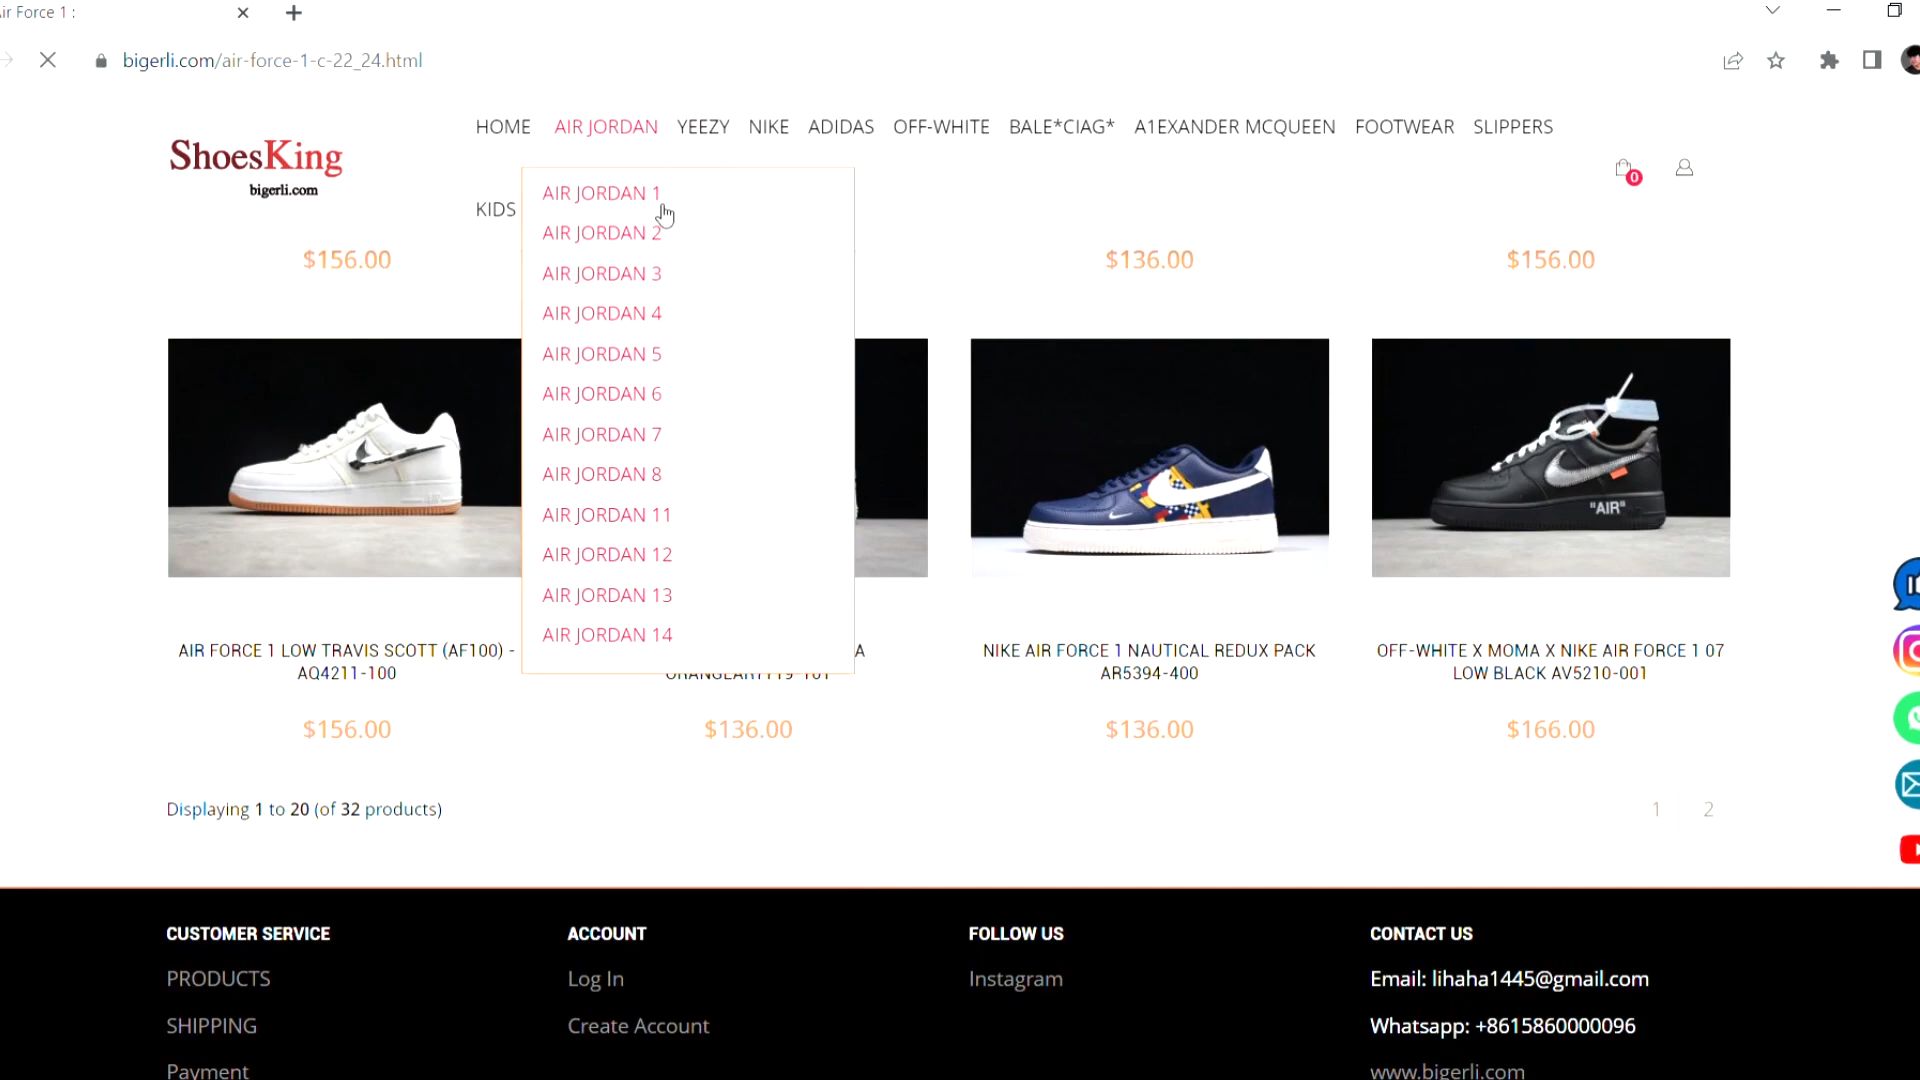 ir Force 1 :
bigerli.com/air-force-1-c-22_24.html
HOME AIR JORDAN YEEZY NIKE ADIDAS OFF-WHITE BALE*CIAG* A1EXANDER MCQUEEN FOOTWEAR SLIPPERS
ShoesKing
bigerli.com
0
KIDS
AIR JORDAN 1
AIR JORDAN 2
AIR JORDAN 3
AIR JORDAN 4
AIR JORDAN 5
AIR JORDAN 6
AIR JORDAN 7
AIR JORDAN 8
AIR JORDAN 11
AIR JORDAN 12
AIR JORDAN 13
AIR JORDAN 14
$156.00 $136.00 $156.00
"AIR"
AIR FORCE 1 LOW TRAVIS SCOTT (AF100) -
AQ4211-100
A
NIKE AIR FORCE 1 NAUTICAL REDUX PACK
AR5394-400
OFF-WHITE X MOMA X NIKE AIR FORCE 1 07
LOW BLACK AV5210-001
$156.00 $136.00 $136.00 $166.00
Displaying 1 to 20 (of 32 products)
1 2
CUSTOMER SERVICE
PRODUCTS
SHIPPING
Payment
ACCOUNT
Log In
Create Account
FOLLOW US
Instagram
CONTACT US
Email: lihaha1445@gmail.com
Whatsapp: +8615860000096
www.bigerli.com